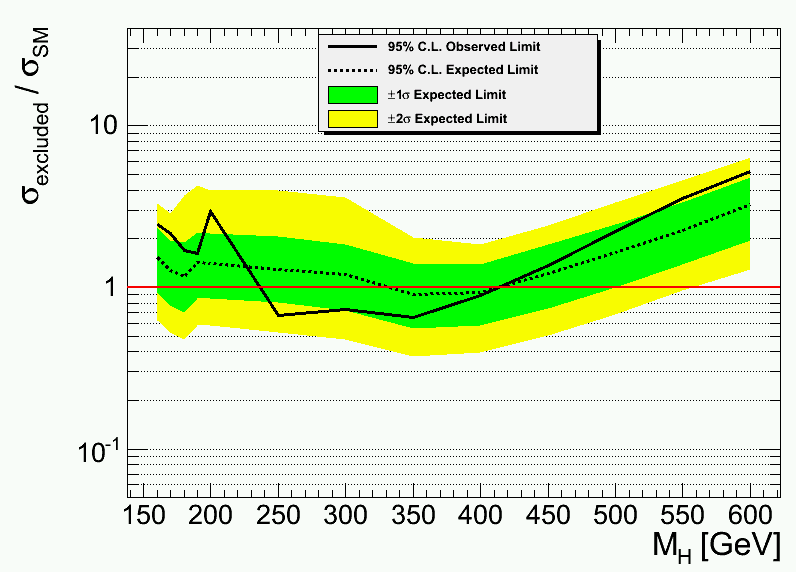 σexcluded / σSM
95% C.L. Observed Limit
95% C.L. Expected Limit
±1σ Expected Limit
±2σ Expected Limit
10
1
10-1
150 200 250 300 350 400 450 500 550 600
MH [GeV]